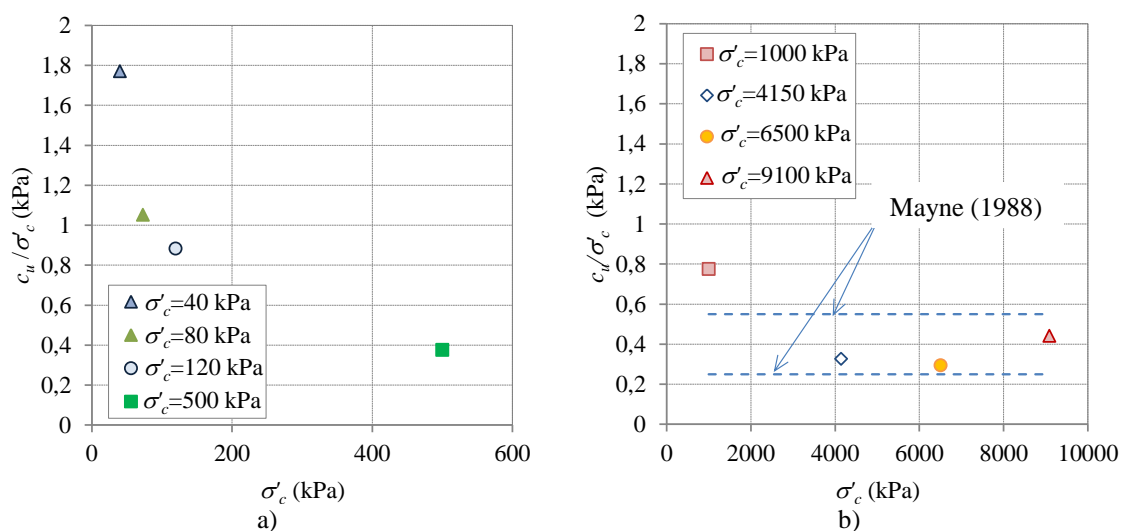 2
1,8
1,6
1,4
1,2
1
0,8
0,6
0,4
0,2
0
c_u/σ'_c (kPa)
σ'_c=40 kPa
σ'_c=80 kPa
σ'_c=120 kPa
σ'_c=500 kPa
0 200 400 600
σ'_c (kPa)
a)
2
1,8
1,6
1,4
1,2
1
0,8
0,6
0,4
0,2
0
c_u/σ'_c (kPa)
σ'_c=1000 kPa
σ'_c=4150 kPa
σ'_c=6500 kPa
σ'_c=9100 kPa
Mayne (1988)
0 2000 4000 6000 8000 10000
σ'_c (kPa)
b)